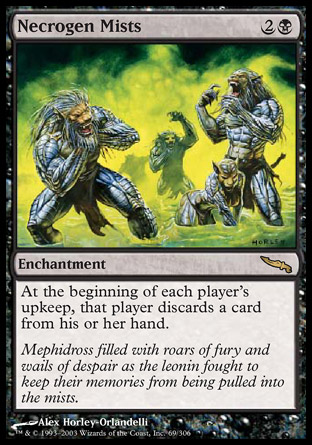 Necrogen Mists 2
HORLEY
Enchantment
At the beginning of each player's
upkeep, that player discards a card
from his or her hand.
Mephidross filled with roars of fury and
wails of despair as the leonin fought to
keep their memories from being pulled into
the mists.
Alex Horley-Orlandelli
™ & © 1993-2003 Wizards of the Coast, Inc. 69/306